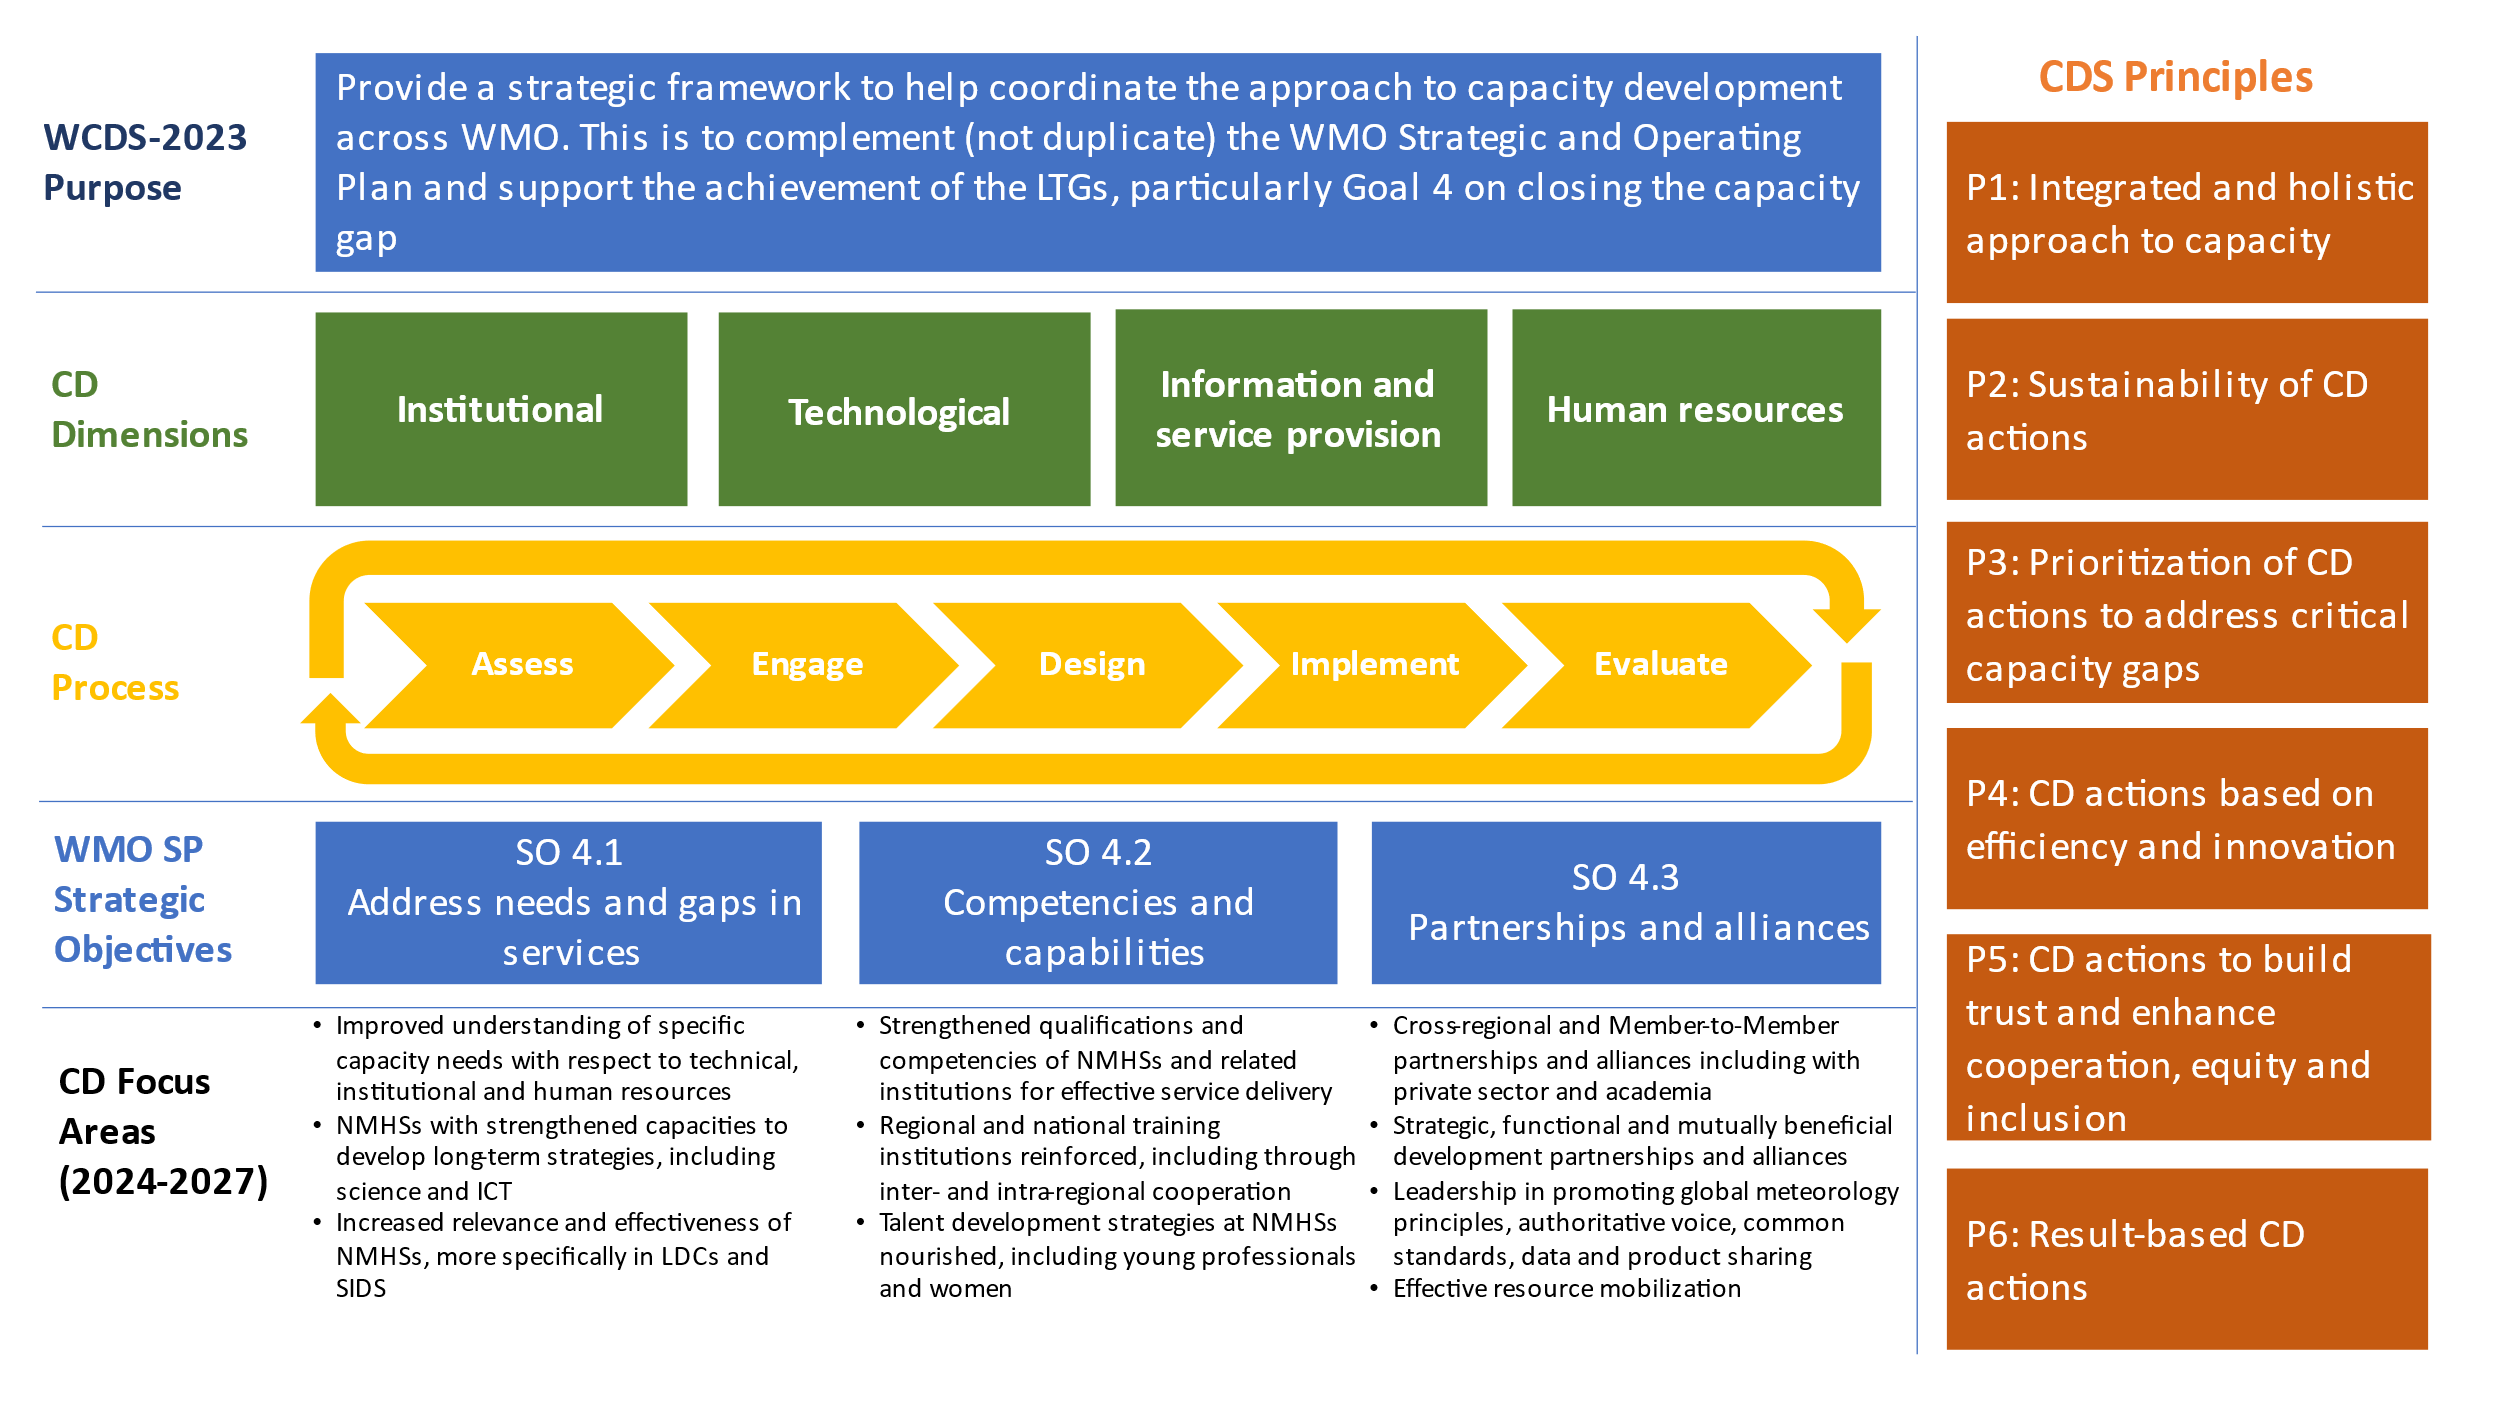 WCDS-2023
Purpose
Provide a strategic framework to help coordinate the approach to capacity development
across WMO. This is to complement (not duplicate) the WMO Strategic and Operating
Plan and support the achievement of the LTGs, particularly Goal 4 on closing the capacity
gap
CD
Dimensions
Institutional
Technological
Information and
service provision
Human resources
CD
Process
Assess
Engage
Design
Implement
Evaluate
WMO SP
Strategic
Objectives
SO 4.1
Address needs and gaps in
services
SO 4.2
Competencies and
capabilities
SO 4.3
Partnerships and alliances
CD Focus
Areas
(2024-2027)
• Improved understanding of specific
capacity needs with respect to technical,
institutional and human resources
• NMHSs with strengthened capacities to
develop long-term strategies, including
science and ICT
• Increased relevance and effectiveness of
NMHSs, more specifically in LDCs and
SIDS
• Strengthened qualifications and
competencies of NMHSs and related
institutions for effective service delivery
• Regional and national training
institutions reinforced, including through
inter- and intra-regional cooperation
• Talent development strategies at NMHSs
nourished, including young professionals
and women
• Cross-regional and Member-to-Member
partnerships and alliances including with
private sector and academia
• Strategic, functional and mutually beneficial
development partnerships and alliances
• Leadership in promoting global meteorology
principles, authoritative voice, common
standards, data and product sharing
• Effective resource mobilization
CDS Principles
P1: Integrated and holistic
approach to capacity
P2: Sustainability of CD
actions
P3: Prioritization of CD
actions to address critical
capacity gaps
P4: CD actions based on
efficiency and innovation
P5: CD actions to build
trust and enhance
cooperation, equity and
inclusion
P6: Result-based CD
actions